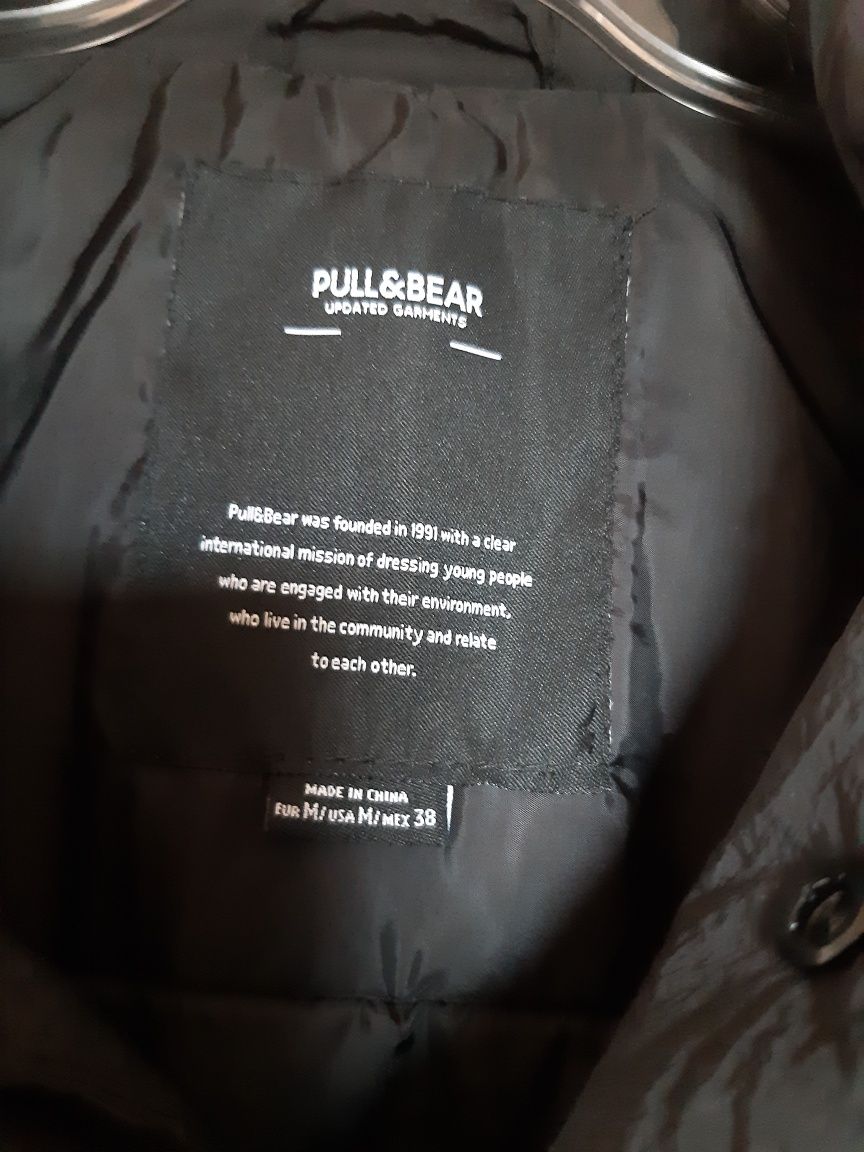 PULL&BEAR
UPDATED GARMENTS
Pull&Bear was founded in 1991 with a clear
international mission of dressing young people
who are engaged with their environment,
who live in the community and relate
to each other.
MADE IN CHINA
EUR M/USA M/MEX 38